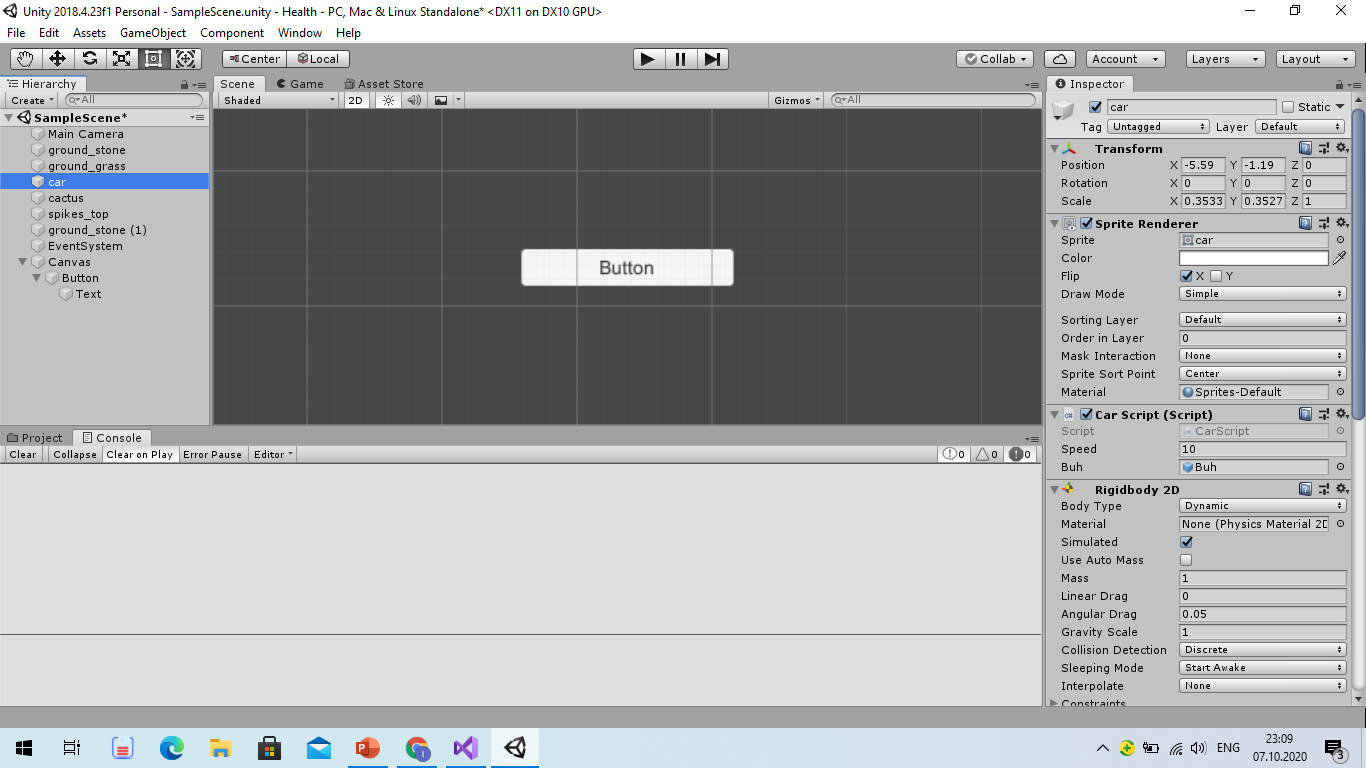 Unity 2018.4.23f1 Personal - SampleScene.unity - Health - PC, Mac & Linux Standalone* <DX11 on DX10 GPU>
File Edit Assets GameObject Component Window Help
Center Local Collab Account Layers Layout
Hierarchy
Create All
SampleScene*
Main Camera
ground_stone
ground_grass
car
cactus
spikes_top
ground_stone (1)
EventSystem
Canvas
Button
Text
Scene Game Asset Store
Shaded 2D Gizmos All
Button
Project Console
Clear Collapse Clear on Play Error Pause Editor 0 0 0
Inspector
car Static
Tag Untagged Layer Default
Transform
Position X -5.59 Y -1.19 Z 0
Rotation X 0 Y 0 Z 0
Scale X 0.3533 Y 0.3527 Z 1
Sprite Renderer
Sprite car
Color
Flip X Y
Draw Mode Simple
Sorting Layer Default
Order in Layer 0
Mask Interaction None
Sprite Sort Point Center
Material Sprites-Default
Car Script (Script)
Script CarScript
Speed 10
Buh Buh
Rigidbody 2D
Body Type Dynamic
Material None (Physics Material 2D
Simulated
Use Auto Mass
Mass 1
Linear Drag 0
Angular Drag 0.05
Gravity Scale 1
Collision Detection Discrete
Sleeping Mode Start Awake
Interpolate None
Constraints
ENG 23:09
07.10.2020 3